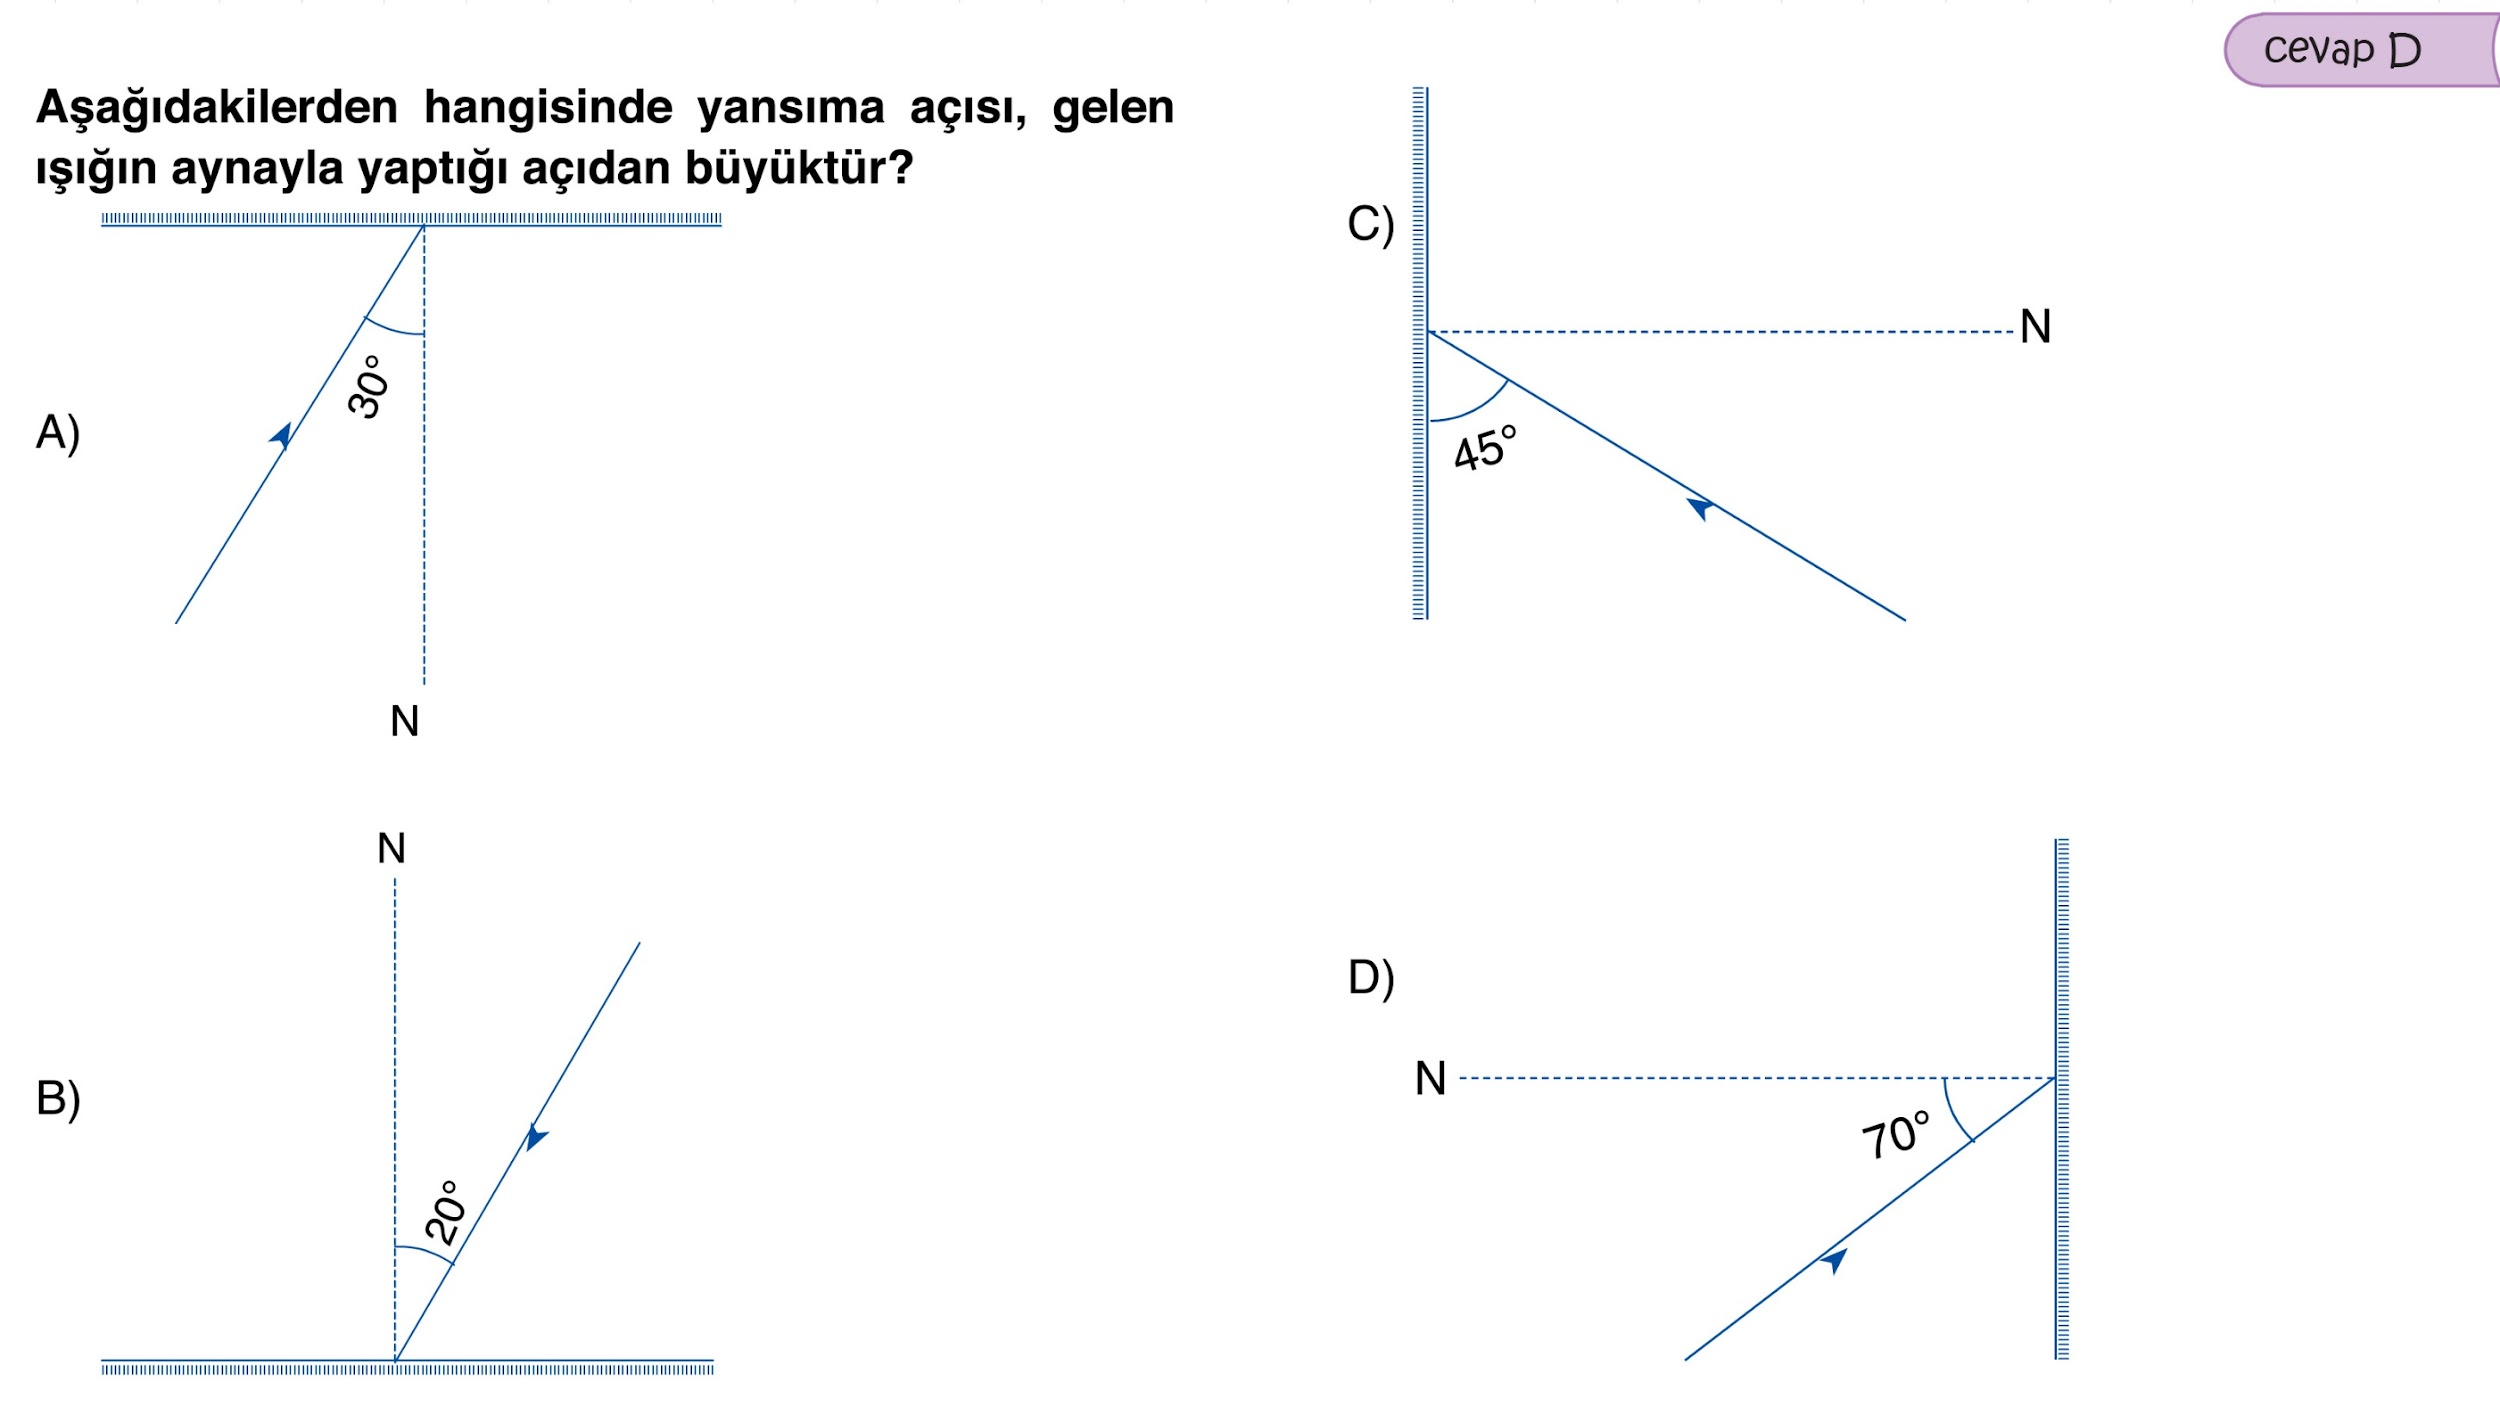 cevap D
Aşağıdakilerden hangisinde yansıma açısı, gelen
ışığın aynayla yaptığı açıdan büyüktür?
A)
30°
N
B)
N
20°
C)
N
45°
D)
N
70°